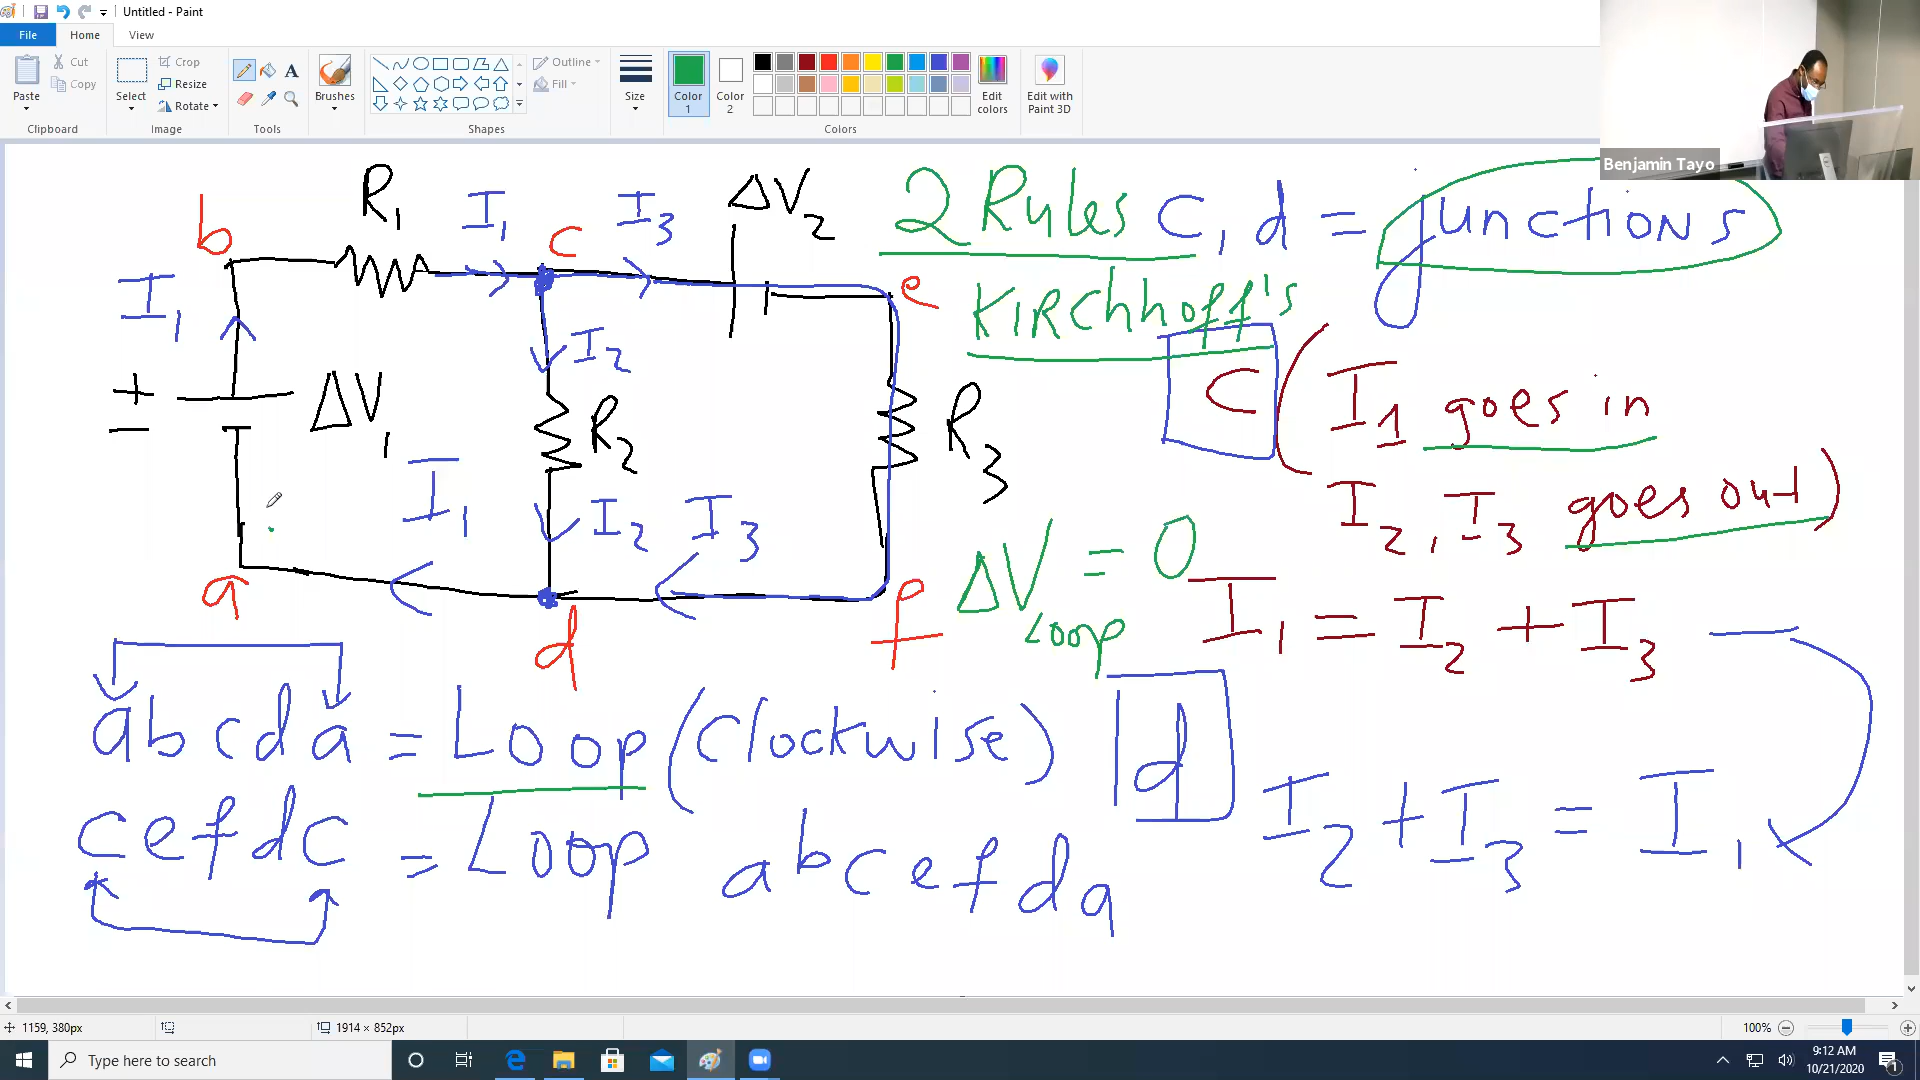 Untitled - Paint
File Home View
Paste
Cut
Copy
Clipboard
Select
Crop
Resize
Rotate
Image
Tools
Brushes
Shapes
Outline
Fill
Size
Color 1
Color 2
Edit colors
Edit with Paint 3D
Colors
Benjamin Tayo
b
R1
I1
c
I3
ΔV2
e
2 Rules
c, d = junctions
KIRchhoff's
I1
+
−
ΔV1
I2
R2
R3
C
( I1 goes in
I2, I3 goes out )
I1
I2
I3
a
d
f
ΔV Loop = 0
I1 = I2 + I3
abcda = Loop (clockwise)
d
I2 + I3 = I1
cefdc = Loop
abcefda
1159, 380px
1914 × 852px
100%
Type here to search
9:12 AM
10/21/2020
1